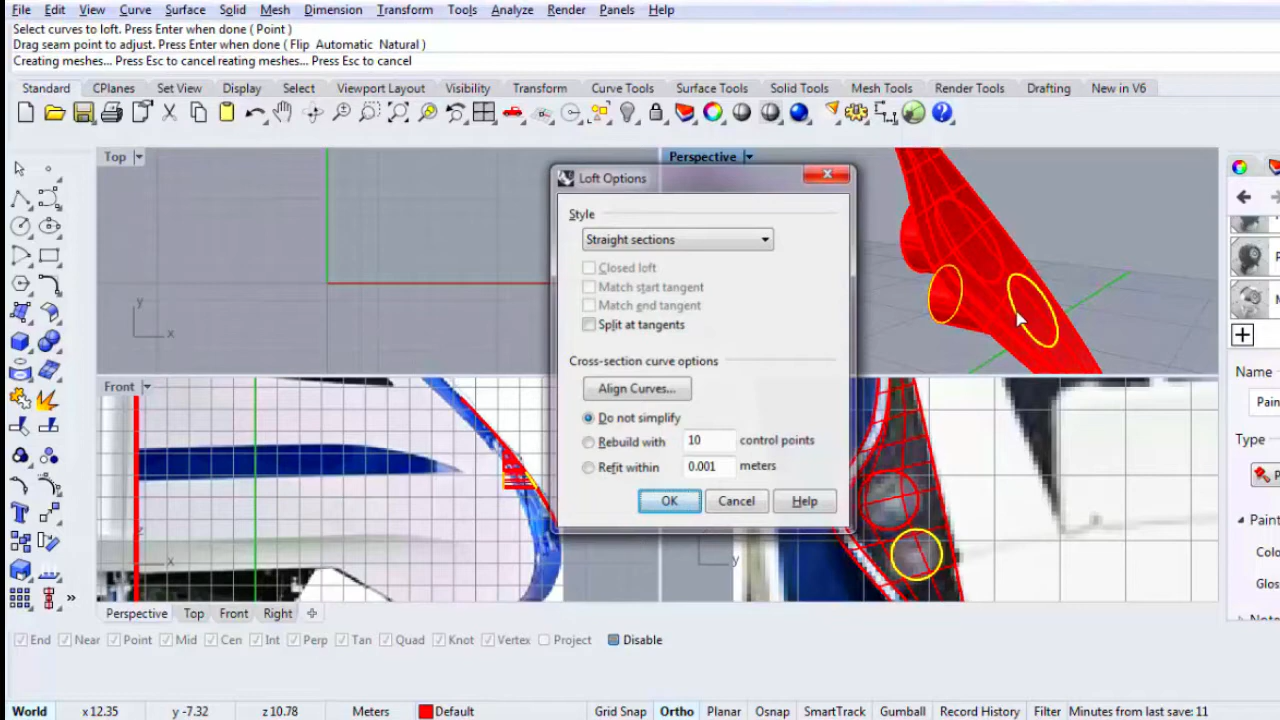 File Edit View Curve Surface Solid Mesh Dimension Transform Tools Analyze Render Panels Help
Select curves to loft. Press Enter when done ( Point )
Drag seam point to adjust. Press Enter when done ( Flip Automatic Natural )
Creating meshes... Press Esc to cancel reating meshes... Press Esc to cancel
Standard CPlanes Set View Display Select Viewport Layout Visibility Transform Curve Tools Surface Tools Solid Tools Mesh Tools Render Tools Drafting New in V6
Top
Perspective
Loft Options
Style
Straight sections
Closed loft
Match start tangent
Match end tangent
Split at tangents
Cross-section curve options
Align Curves...
Do not simplify
Rebuild with 10 control points
Refit within 0.001 meters
OK Cancel Help
y
x
Front
z
x
y
Name
Pain
Type
Pain
Colo
Glos
Perspective Top Front Right
End Near Point Mid Cen Int Perp Tan Quad Knot Vertex Project Disable
World x 12.35 y -7.32 z 10.78 Meters Default Grid Snap Ortho Planar Osnap SmartTrack Gumball Record History Filter Minutes from last save: 11